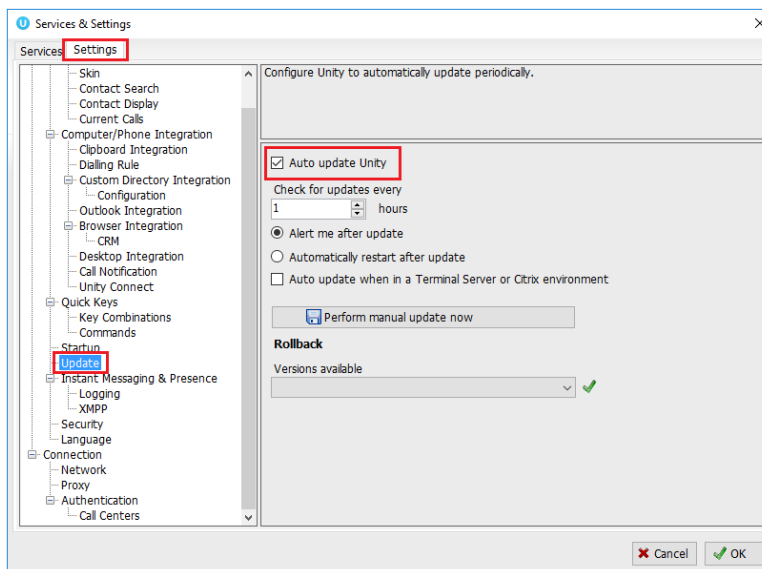 Services & Settings
Services
Settings
Skin
Contact Search
Contact Display
Current Calls
Computer/Phone Integration
Clipboard Integration
Dialling Rule
Custom Directory Integration
Configuration
Outlook Integration
Browser Integration
CRM
Desktop Integration
Call Notification
Unity Connect
Quick Keys
Key Combinations
Commands
Startup
Update
Instant Messaging & Presence
Logging
XMPP
Security
Language
Connection
Network
Proxy
Authentication
Call Centers
Configure Unity to automatically update periodically.
Auto update Unity
Check for updates every
1 hours
Alert me after update
Automatically restart after update
Auto update when in a Terminal Server or Citrix environment
Perform manual update now
Rollback
Versions available
Cancel
OK